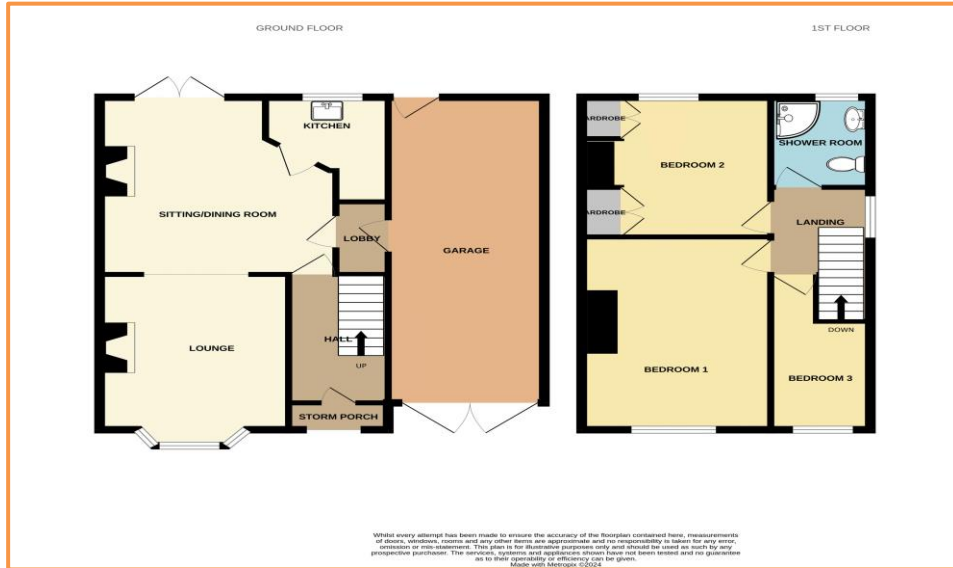 GROUND FLOOR
1ST FLOOR
KITCHEN
SITTING/DINING ROOM
LOBBY
GARAGE
LOUNGE
HALL
UP
STORM PORCH
ARDROBE
SHOWER ROOM
BEDROOM 2
ARDROBE
LANDING
DOWN
BEDROOM 1
BEDROOM 3
Whilst every attempt has been made to ensure the accuracy of the floorplan contained here, measurements
of doors, windows, rooms and any other items are approximate and no responsibility is taken for any error,
omission or mis-statement. This plan is for illustrative purposes only and should be used as such by any
prospective purchaser. The services, systems and appliances shown have not been tested and no guarantee
as to their operability or efficiency can be given.
Made with Metropix ©2024